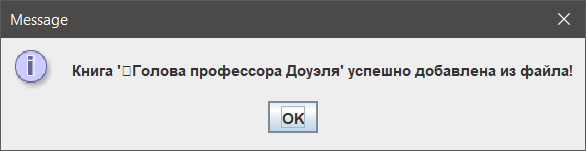 Message
Книга '▯Голова профессора Доуэля' успешно добавлена из файла!
OK